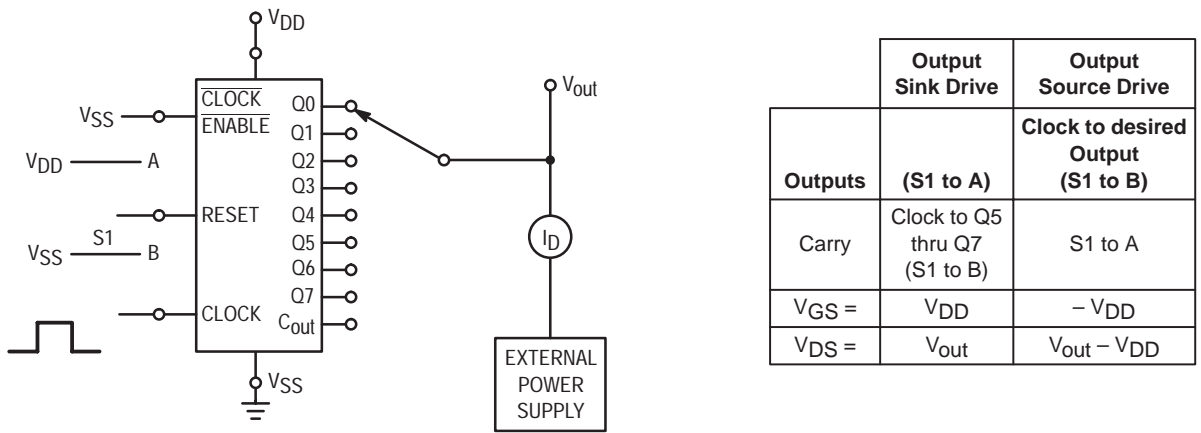 VDD
CLOCK
ENABLE
VSS
VDD
A
RESET
S1
VSS
B
CLOCK
Q0
Q1
Q2
Q3
Q4
Q5
Q6
Q7
Cout
VSS
Vout
ID
EXTERNAL
POWER
SUPPLY
Output
Sink Drive
Output
Source Drive
Outputs
(S1 to A)
Clock to desired
Output
(S1 to B)
Carry
Clock to Q5
thru Q7
(S1 to B)
S1 to A
VGS =
VDD
– VDD
VDS =
Vout
Vout – VDD